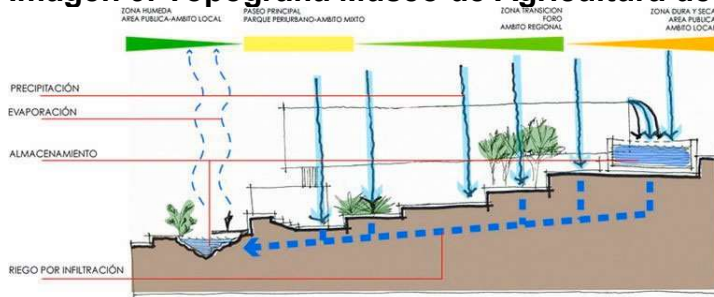 Imagen Topografía Museo de Agricultura de
ZONA HUMEDA
AREA PUBLICA-AMBITO LOCAL
PASEO PRINCIPAL
PARQUE PERIURBANO-AMBITO MIXTO
ZONA TRANSICION
FORO
AMBITO REGIONAL
ZONA DURA Y SECA
AREA PUBLICA
AMBITO LOCAL
PRECIPITACIÓN
EVAPORACIÓN
ALMACENAMIENTO
RIEGO POR INFILTRACIÓN